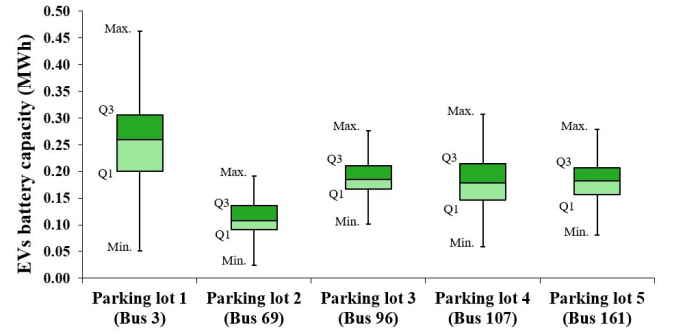 EVs battery capacity (MWh)
0.50
0.45
0.40
0.35
0.30
0.25
0.20
0.15
0.10
0.05
0.00
Max.
Q3
Q1
Min.
Max.
Q3
Q1
Min.
Max.
Q3
Q1
Min.
Max.
Q3
Q1
Min.
Max.
Q3
Q1
Min.
Parking lot 1
(Bus 3)
Parking lot 2
(Bus 69)
Parking lot 3
(Bus 96)
Parking lot 4
(Bus 107)
Parking lot 5
(Bus 161)